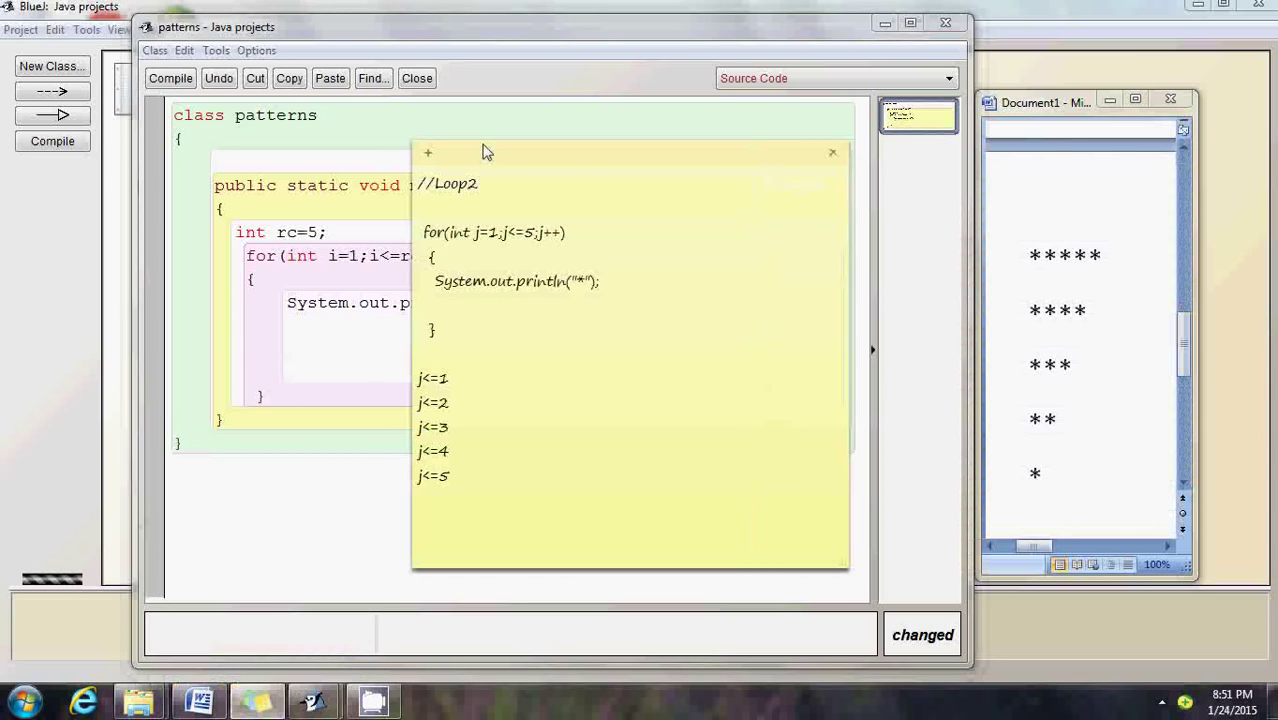 BlueJ: Java projects
Project Edit Tools View
New Class...
Compile
patterns - Java projects
Class Edit Tools Options
Compile Undo Cut Copy Paste Find... Close
Source Code
class patterns
{
public static void
{
int rc=5;
for(int i=1;i<=
{
System.out.p
}
}
}
//Loop2
for(int j=1;j<=5;j++)
{
System.out.println("*");
}
j<=1
j<=2
j<=3
j<=4
j<=5
changed
Document1 - Mi...
*****
****
***
**
*
100%
8:51 PM
1/24/2015